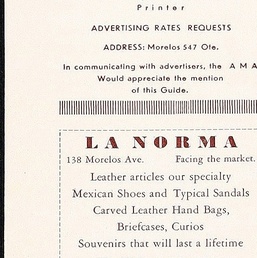 Printer
ADVERTISING RATES REQUESTS
ADDRESS: Morelos 547 Ote.
In communicating with advertisers, the AMA
Would appreciate the mention
of this Guide.
LA NORMA
138 Morelos Ave. Facing the market.
Leather articles our specialty
Mexican Shoes and Typical Sandals
Carved Leather Hand Bags,
Briefcases, Curios
Souvenirs that will last a lifetime